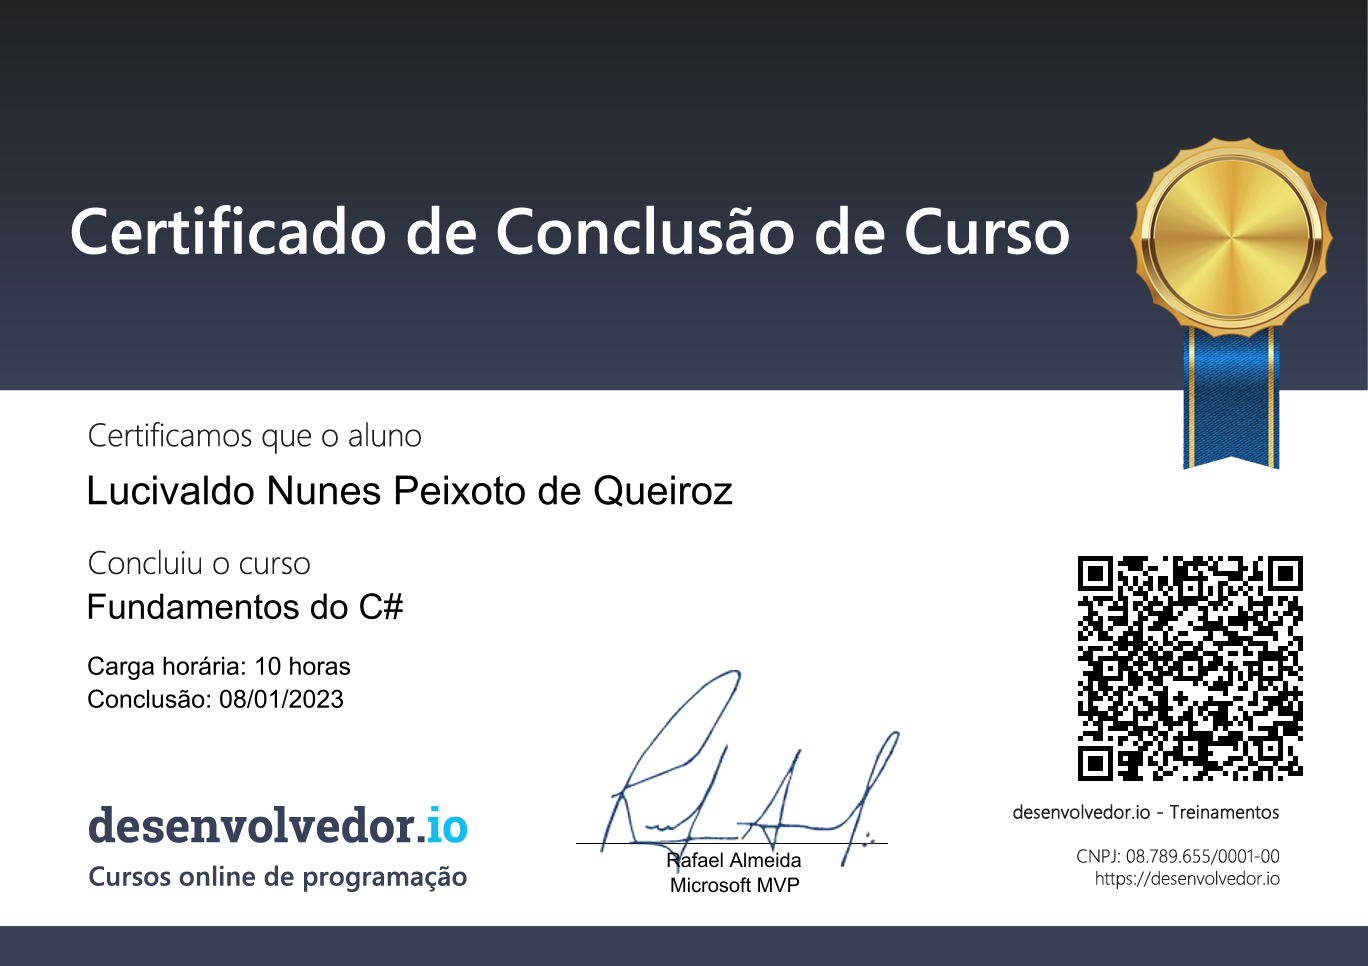 Certificado de Conclusão de Curso
Certificamos que o aluno
Lucivaldo Nunes Peixoto de Queiroz
Concluiu o curso
Fundamentos do C#
Carga horária: 10 horas
Conclusão: 08/01/2023
desenvolvedor.io
Cursos online de programação
Rafael Almeida
Microsoft MVP
desenvolvedor.io - Treinamentos
CNPJ: 08.789.655/0001-00
https://desenvolvedor.io